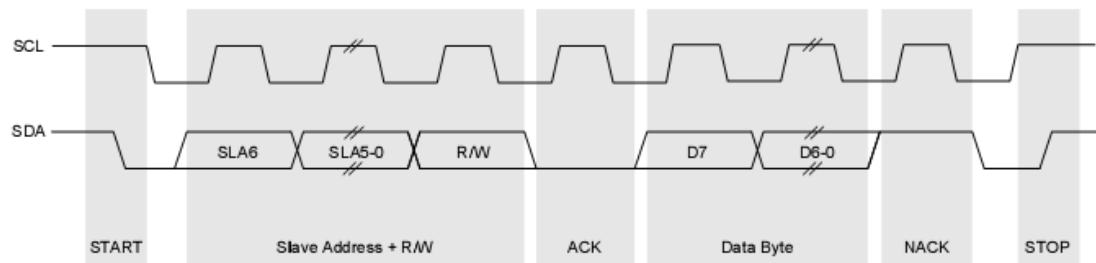 SCL
SDA
SLA6 SLA5-0 R/W D7 D6-0
START Slave Address + R/W ACK Data Byte NACK STOP